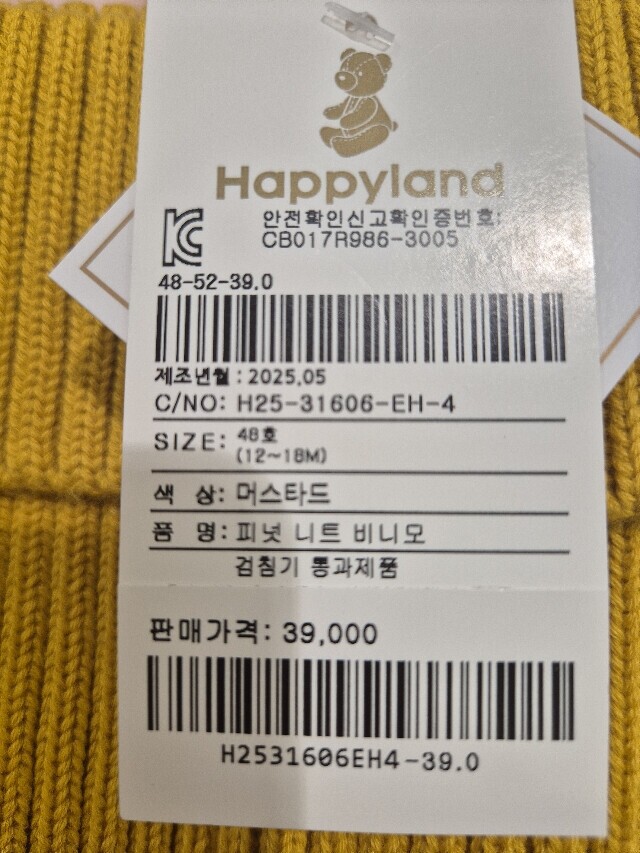 Happyland
안전확인신고확인증번호:
CB017R986-3005
48-52-39.0
제조년월 : 2025.05
C/NO: H25-31606-EH-4
SIZE: 48호
(12~18M)
색 상: 머스타드
품 명: 피넛 니트 비니모
검침기 통과제품
판매가격: 39,000
H2531606EH4-39.0